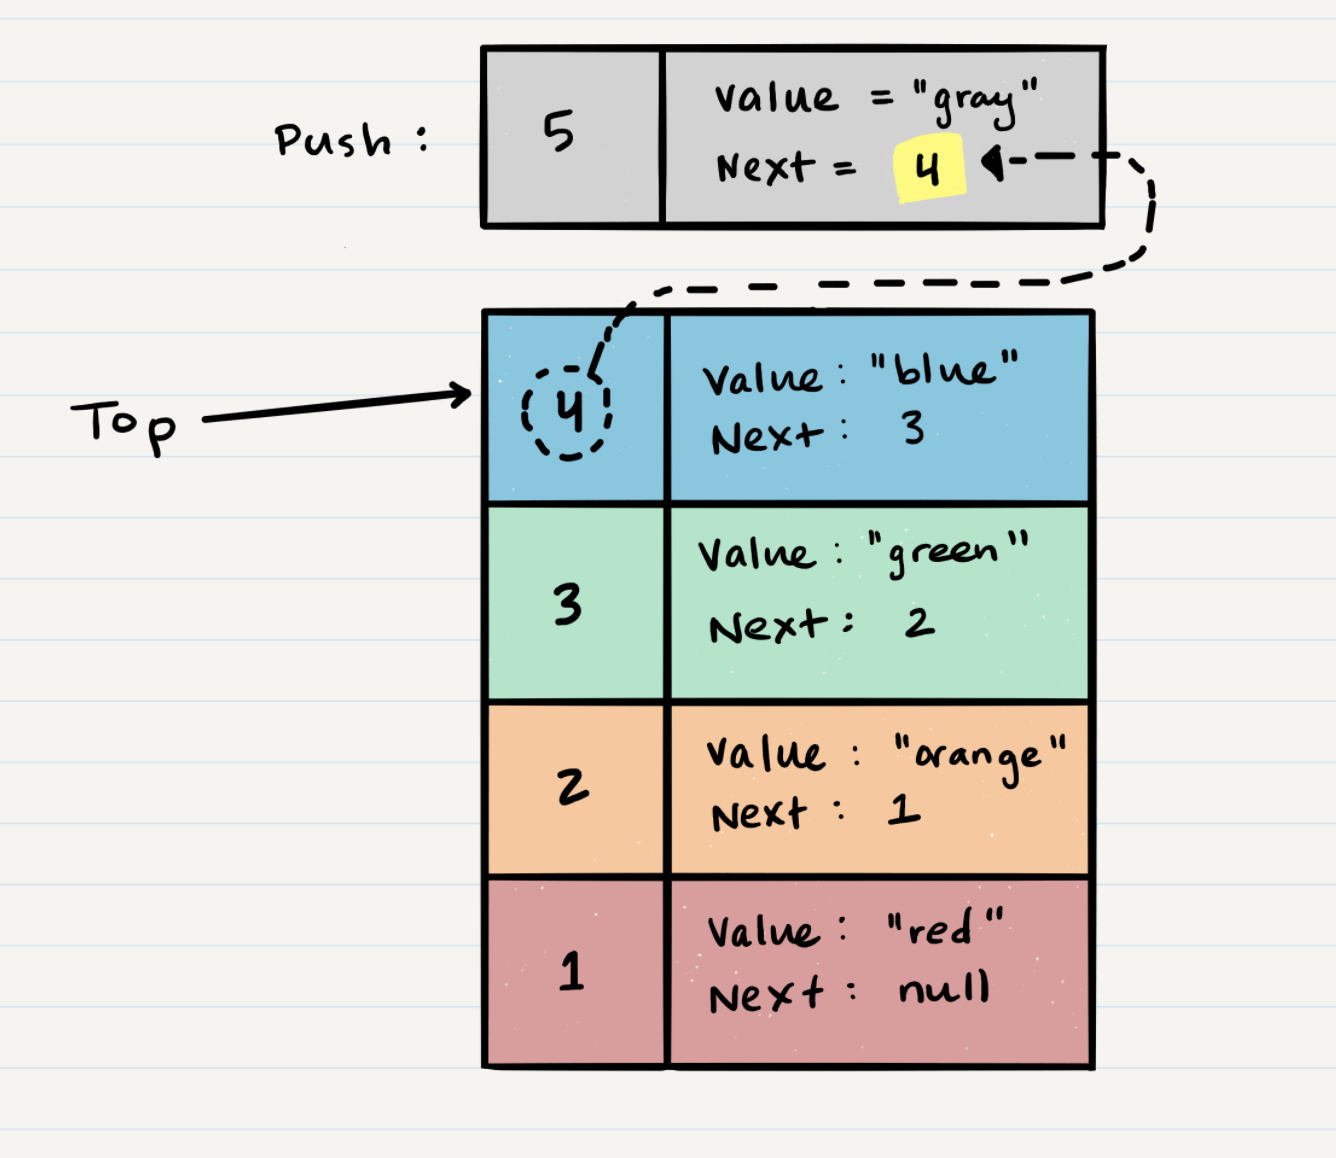 Push :
5
Value = "gray"
Next = 4
Top
4
Value : "blue"
Next : 3
3
Value : "green"
Next : 2
2
Value : "orange"
Next : 1
1
Value : "red"
Next : null